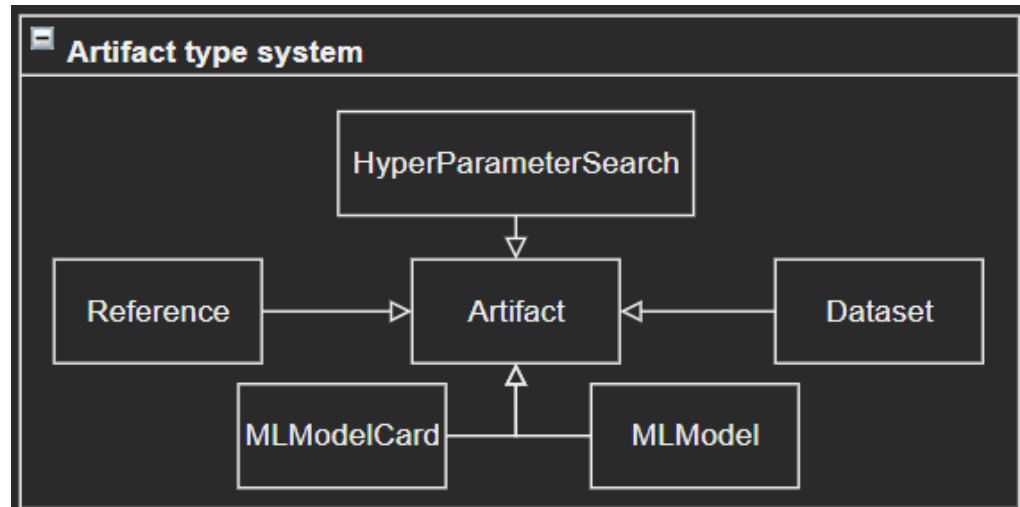 Artifact type system
HyperParameterSearch
Reference
Artifact
Dataset
MLModelCard
MLModel